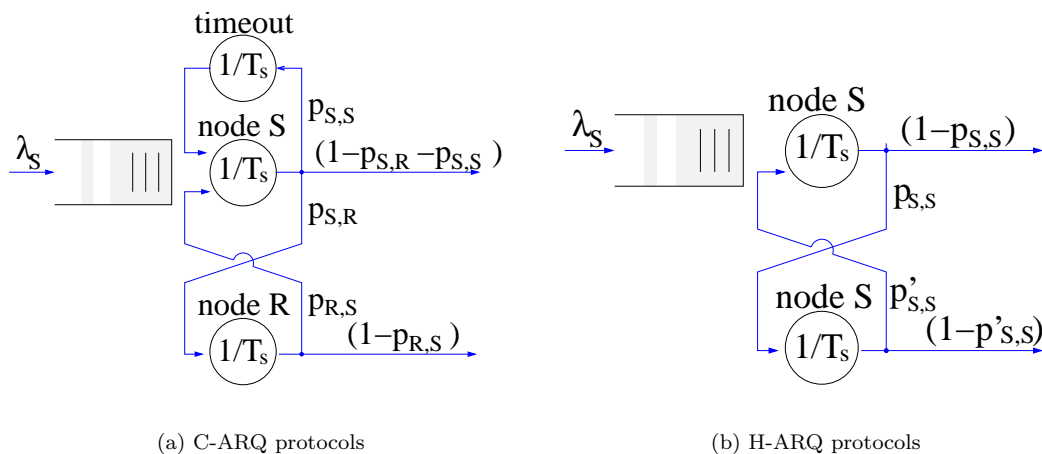 timeout
1/Ts
pS,S
node S
λS
1/Ts
(1–pS,R –pS,S )
pS,R
node R
pR,S
1/Ts
(1–pR,S )
(a) C-ARQ protocols
node S
λS
1/Ts
(1–pS,S)
pS,S
node S
p'S,S
1/Ts
(1–p'S,S)
(b) H-ARQ protocols